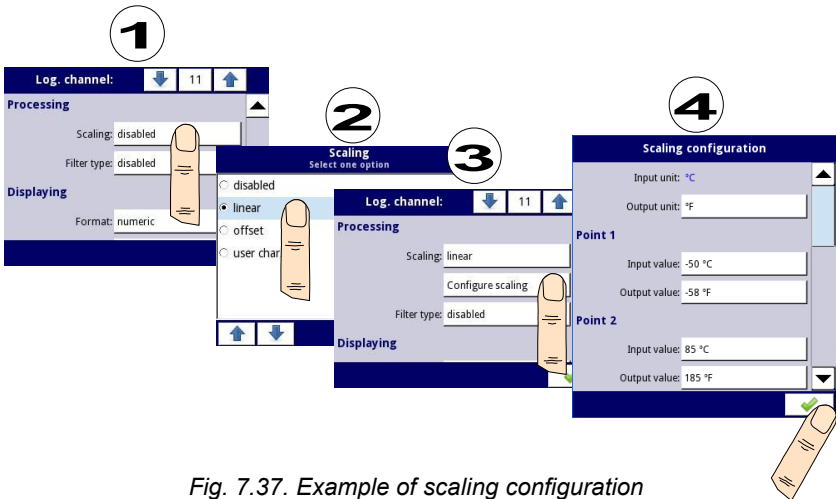 1
Log. channel: 11
Processing
Scaling: disabled
Filter type: disabled
Displaying
Format: numeric
2
Scaling
Select one option
disabled
linear
offset
user char
3
Log. channel: 11
Processing
Scaling: linear
Configure scaling
Filter type: disabled
Displaying
4
Scaling configuration
Input unit: °C
Output unit: °F
Point 1
Input value: -50 °C
Output value: -58 °F
Point 2
Input value: 85 °C
Output value: 185 °F
Fig. 7.37. Example of scaling configuration